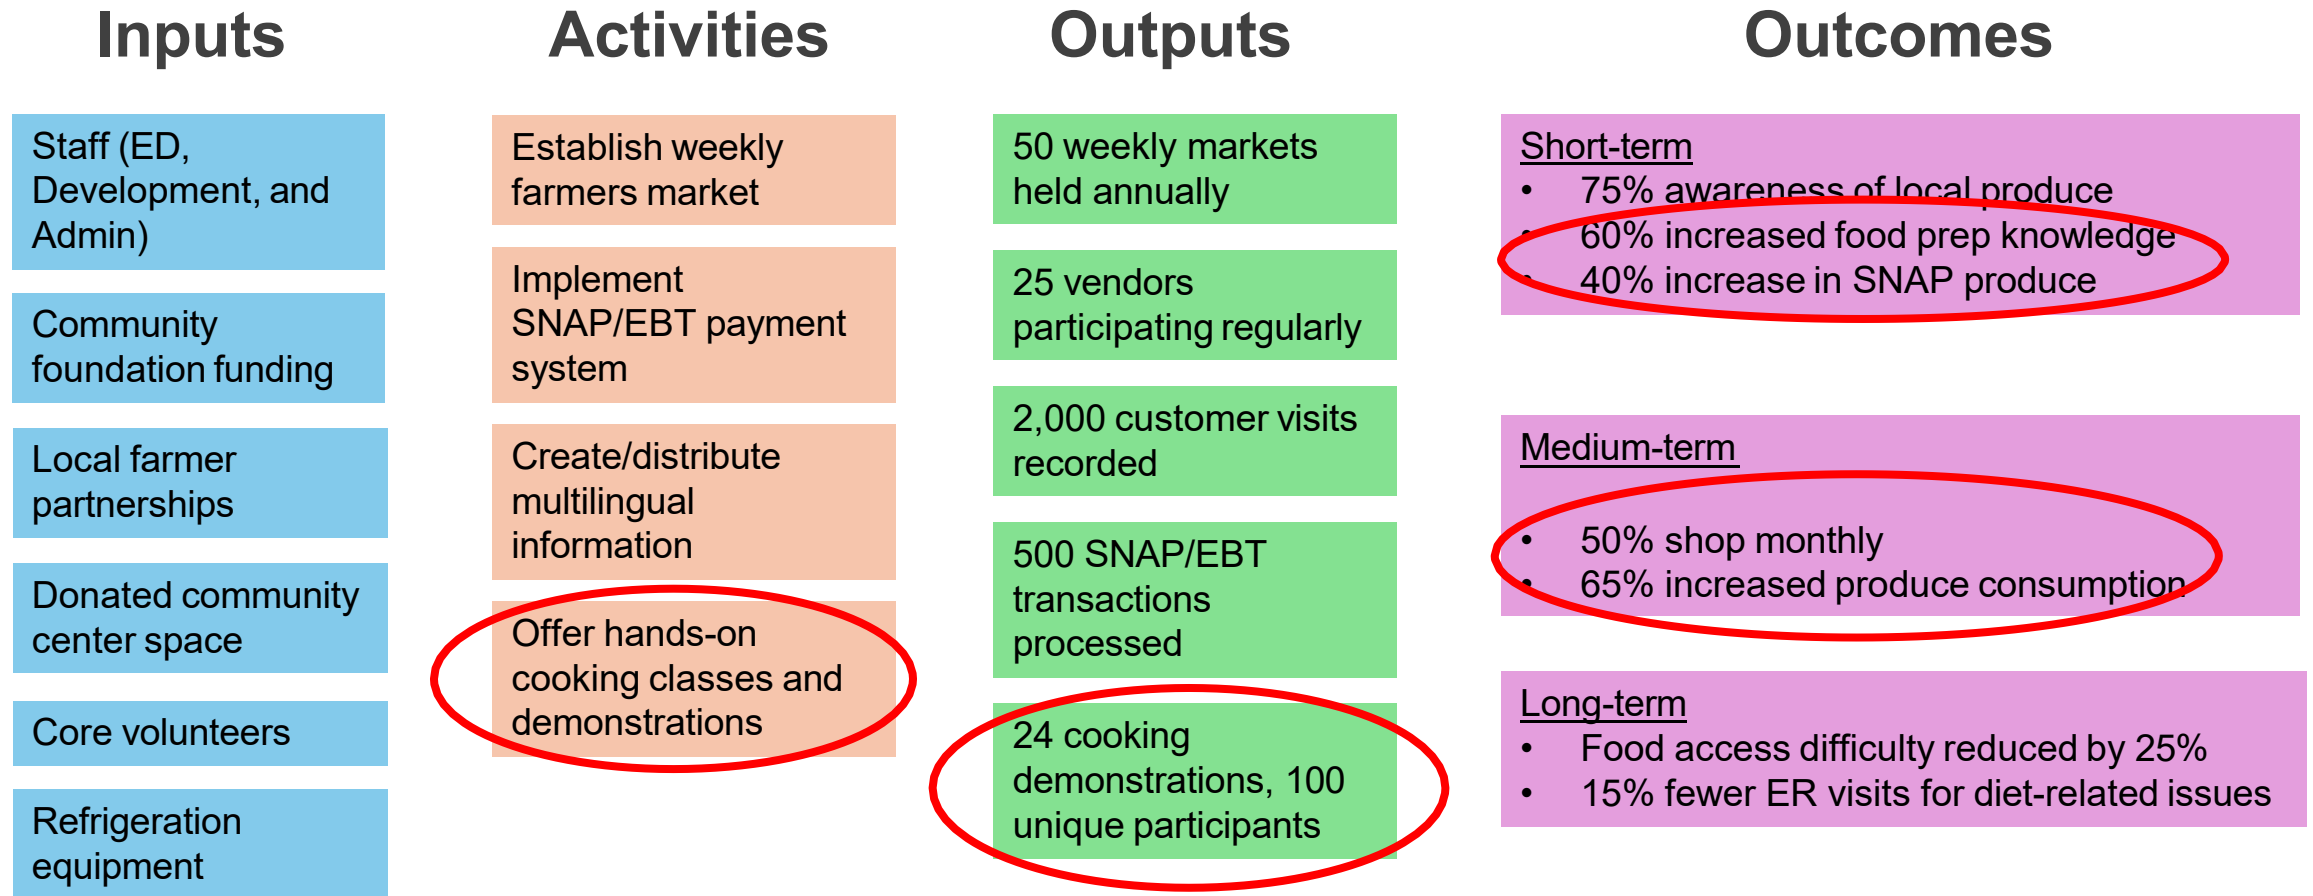 Inputs
Activities
Outputs
Outcomes
Staff (ED,
Development, and
Admin)
Community
foundation funding
Local farmer
partnerships
Donated community
center space
Core volunteers
Refrigeration
equipment
Establish weekly
farmers market
Implement
SNAP/EBT payment
system
Create/distribute
multilingual
information
Offer hands-on
cooking classes and
demonstrations
50 weekly markets
held annually
25 vendors
participating regularly
2,000 customer visits
recorded
500 SNAP/EBT
transactions
processed
24 cooking
demonstrations, 100
unique participants
Short-term
• 75% awareness of local produce
• 60% increased food prep knowledge
• 40% increase in SNAP produce
Medium-term
• 50% shop monthly
• 65% increased produce consumption
Long-term
• Food access difficulty reduced by 25%
• 15% fewer ER visits for diet-related issues